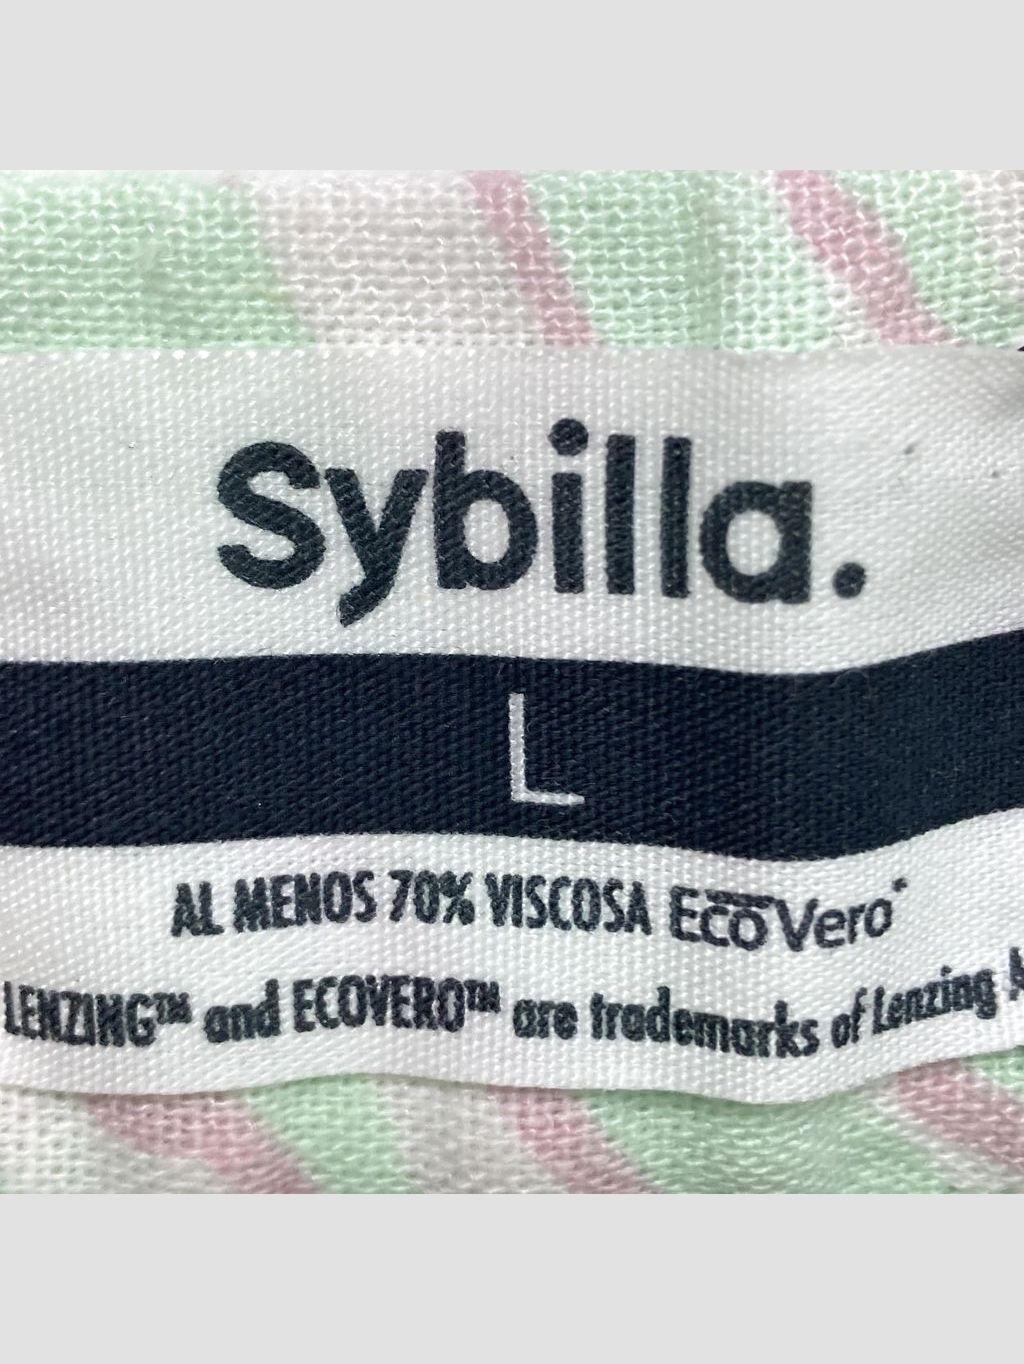 Sybilla.
L
AL MENOS 70% VISCOSA EcoVero
LENZING™ and ECOVERO™ are trademarks of Lenzing